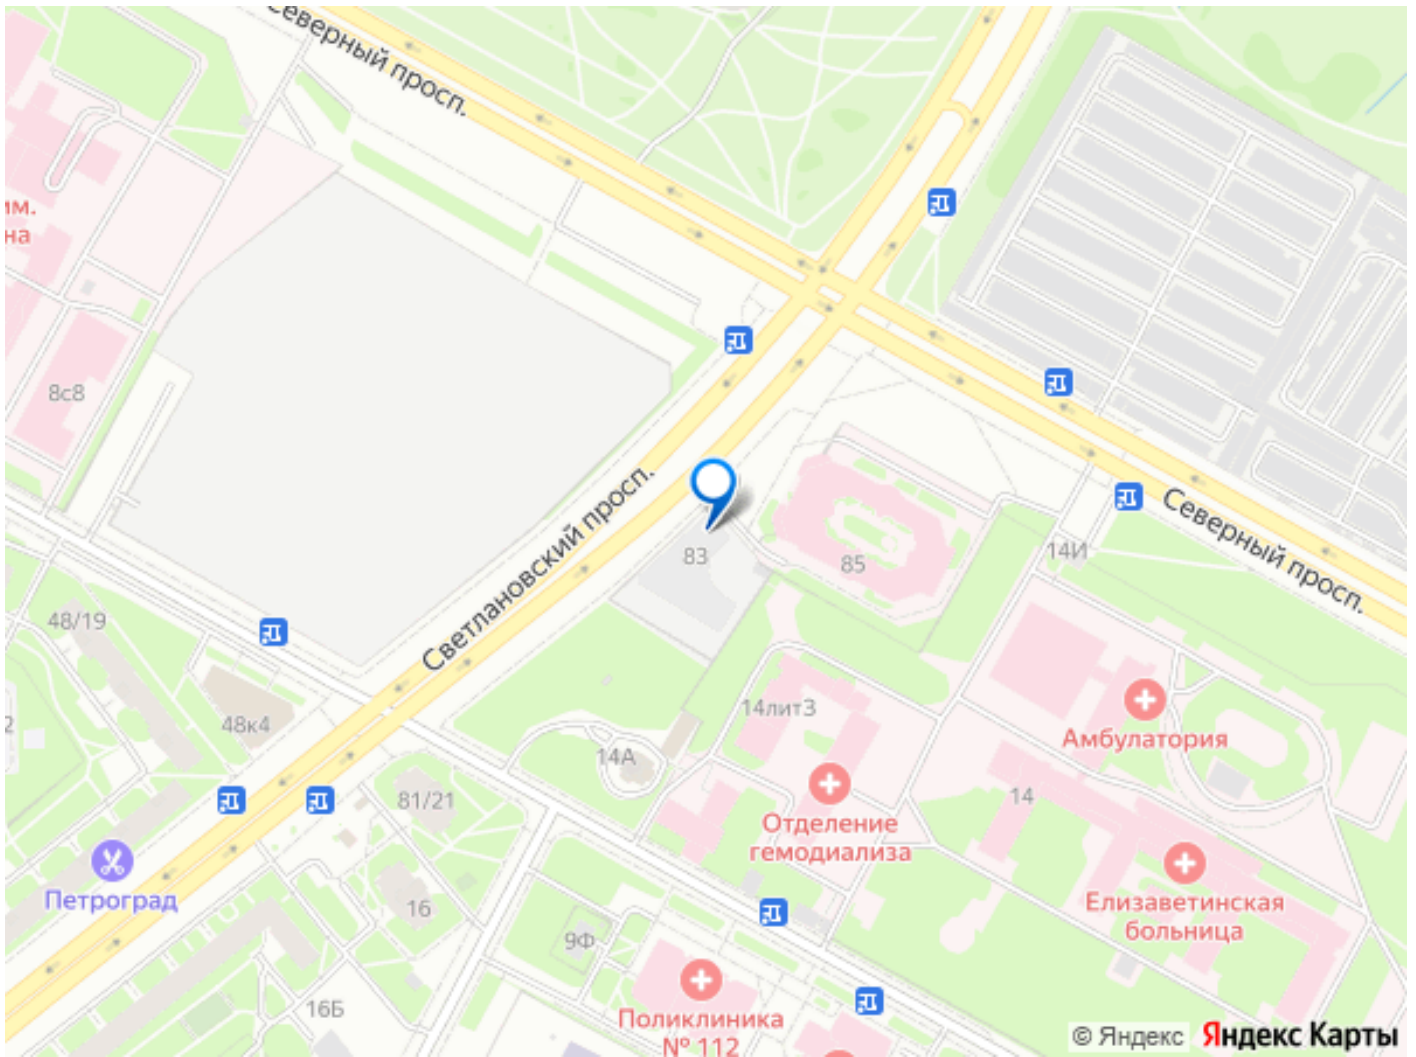 Северный просп.
им.
на
8с8
Светлановский просп.
83
85
14И
Северный просп.
48/19
48к4
2
14А
14лит3
Амбулатория
81/21
14
Отделение
гемодиализа
Петроград
16
Елизаветинская
больница
9Ф
16Б
Поликлиника
№ 112
© Яндекс Яндекс Карты